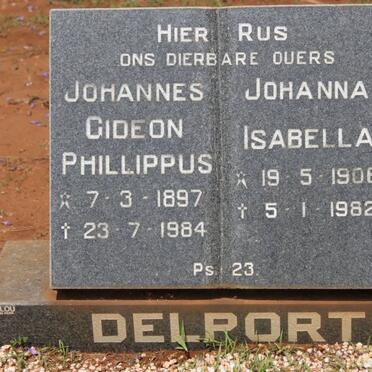 HIER RUS
ONS DIERBARE OUERS
JOHANNES
GIDEON
PHILLIPPUS
☆ 7-3-1897
† 23-7-1984
JOHANNA
ISABELLA
☆ 19-5-1906
† 5-1-1982
PS. 23.
DELPORT